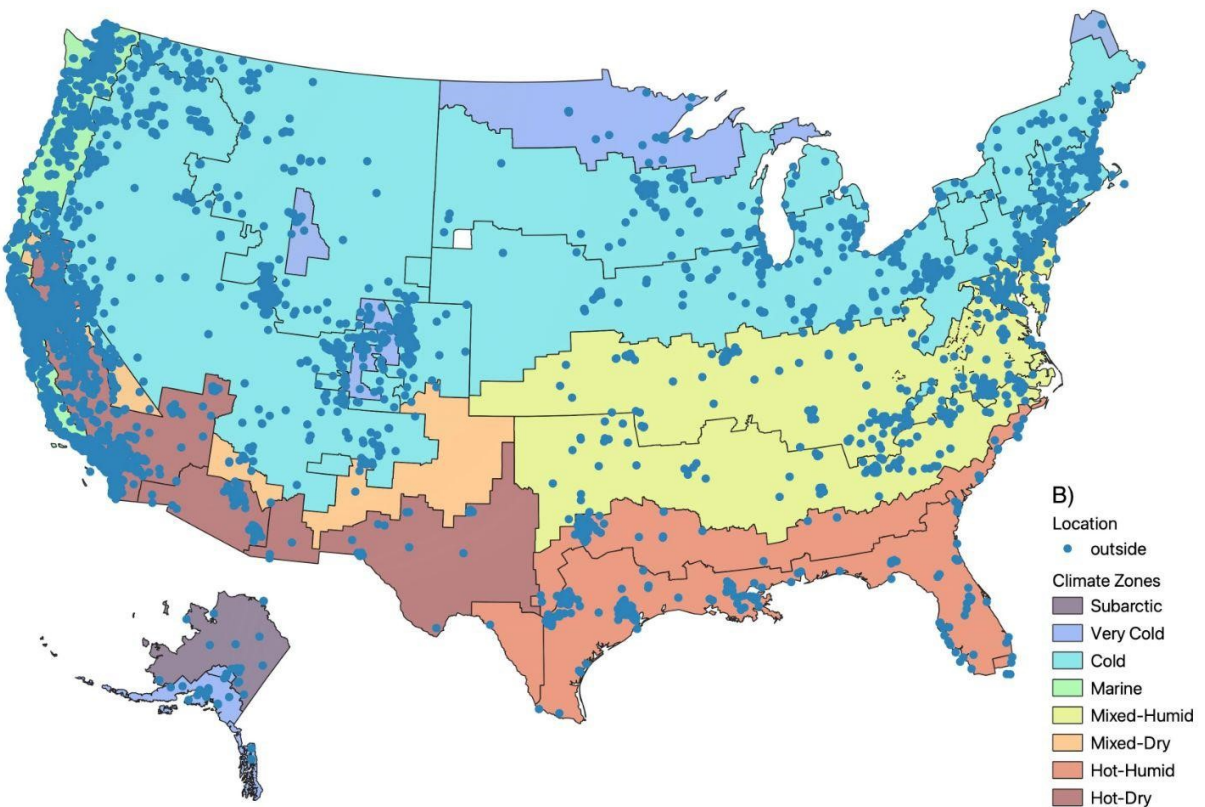 B)
Location
outside
Climate Zones
Subarctic
Very Cold
Cold
Marine
Mixed-Humid
Mixed-Dry
Hot-Humid
Hot-Dry